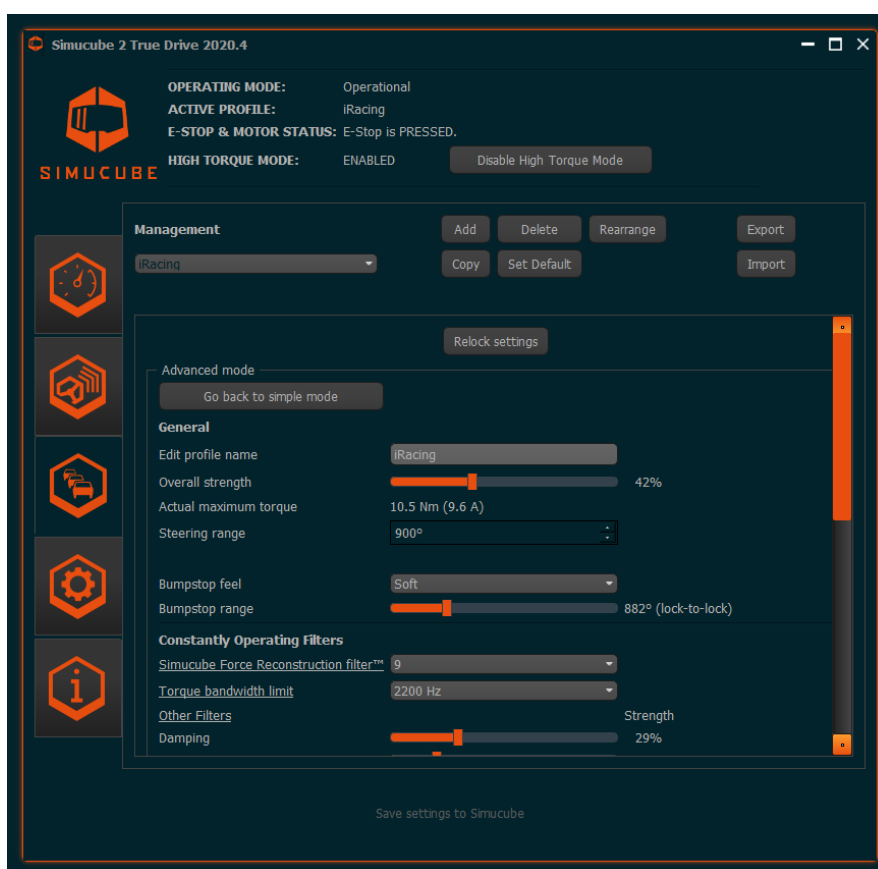 Simucube 2 True Drive 2020.4
OPERATING MODE: Operational
ACTIVE PROFILE: iRacing
E-STOP & MOTOR STATUS: E-Stop is PRESSED.
HIGH TORQUE MODE: ENABLED Disable High Torque Mode
SIMUCUBE
Management Add Delete Rearrange Export
iRacing Copy Set Default Import
Relock settings
Advanced mode
Go back to simple mode
General
Edit profile name iRacing
Overall strength 42%
Actual maximum torque 10.5 Nm (9.6 A)
Steering range 900°
Bumpstop feel Soft
Bumpstop range 882° (lock-to-lock)
Constantly Operating Filters
Simucube Force Reconstruction filter™ 9
Torque bandwidth limit 2200 Hz
Other Filters Strength
Damping 29%
Save settings to Simucube